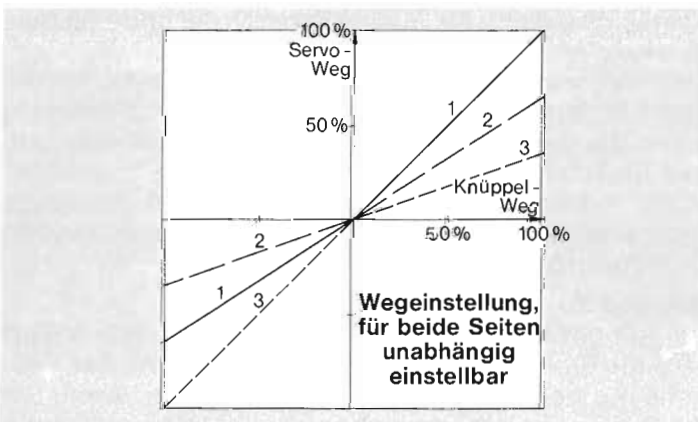 100 %
Servo -
Weg
50 %
1
2
3
Knüppel -
Weg
50%
100 %
2
1
3
Wegeinstellung,
für beide Seiten
unabhängig
einstellbar